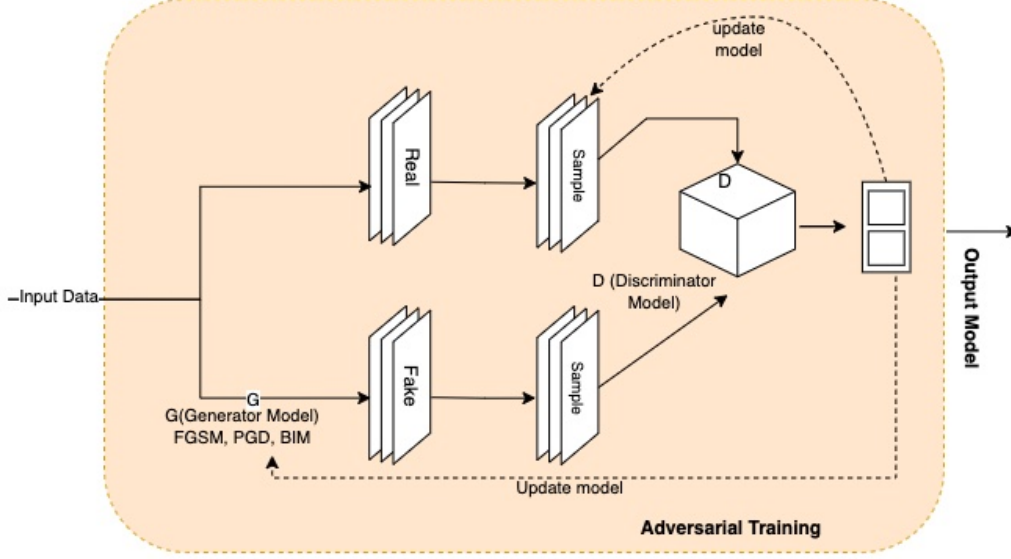 update
model
Real
Sample
D
Input Data
D (Discriminator
Model)
Output Model
G
G(Generator Model)
FGSM, PGD, BIM
Fake
Sample
Update model
Adversarial Training